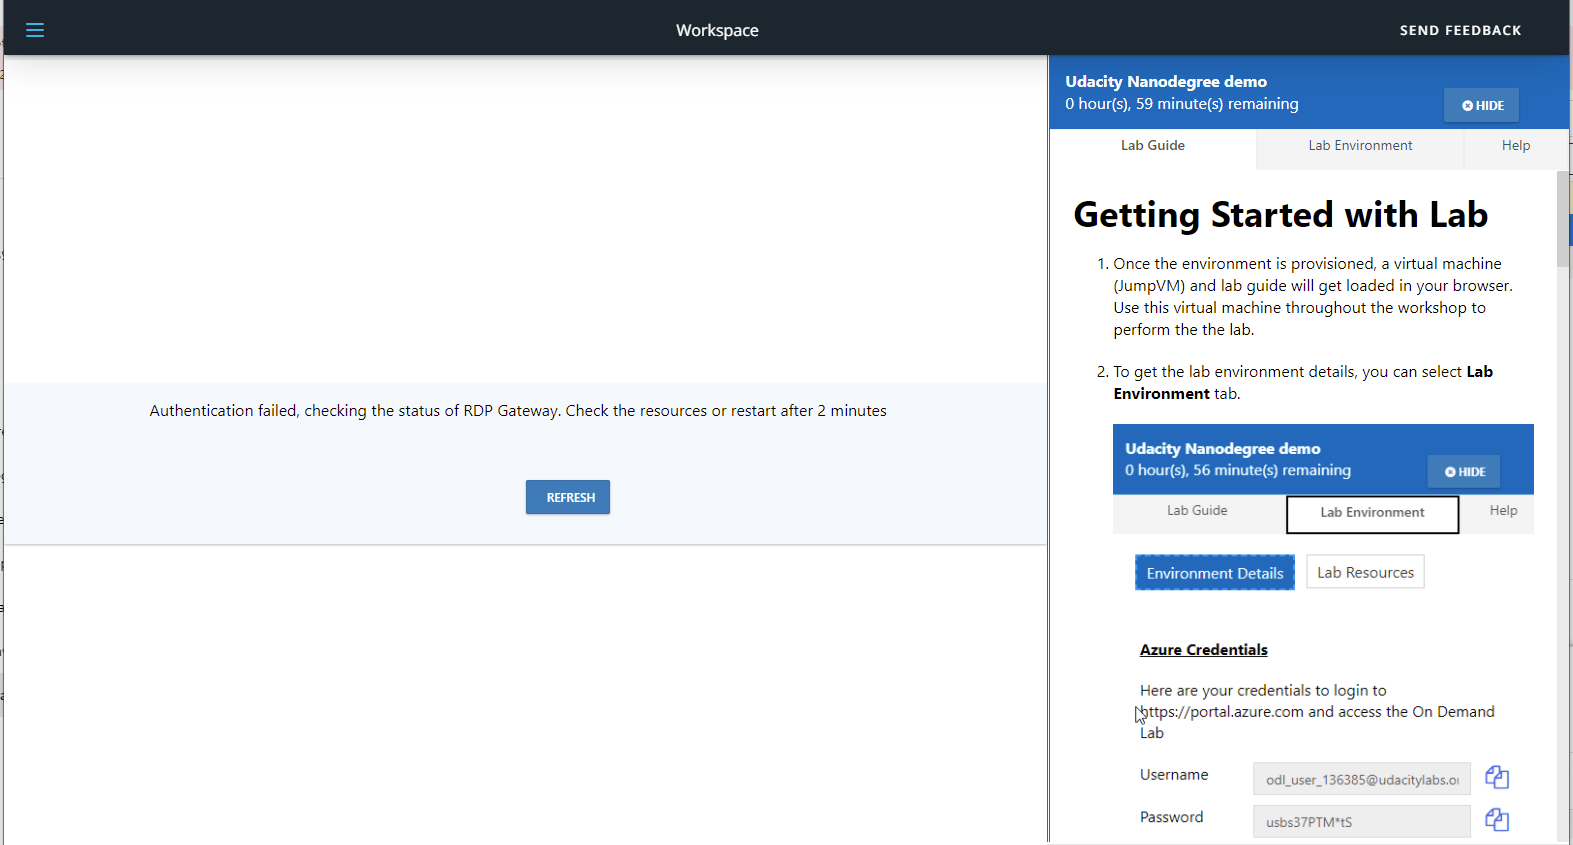 Workspace
SEND FEEDBACK
Authentication failed, checking the status of RDP Gateway. Check the resources or restart after 2 minutes
REFRESH
Udacity Nanodegree demo
0 hour(s), 59 minute(s) remaining
HIDE
Lab Guide
Lab Environment
Help
Getting Started with Lab
1. Once the environment is provisioned, a virtual machine
(JumpVM) and lab guide will get loaded in your browser.
Use this virtual machine throughout the workshop to
perform the the lab.
2. To get the lab environment details, you can select Lab
Environment tab.
Udacity Nanodegree demo
0 hour(s), 56 minute(s) remaining
HIDE
Lab Guide
Lab Environment
Help
Environment Details
Lab Resources
Azure Credentials
Here are your credentials to login to
https://portal.azure.com and access the On Demand
Lab
Username
odl_user_136385@udacitylabs.o
Password
usbs37PTM*tS